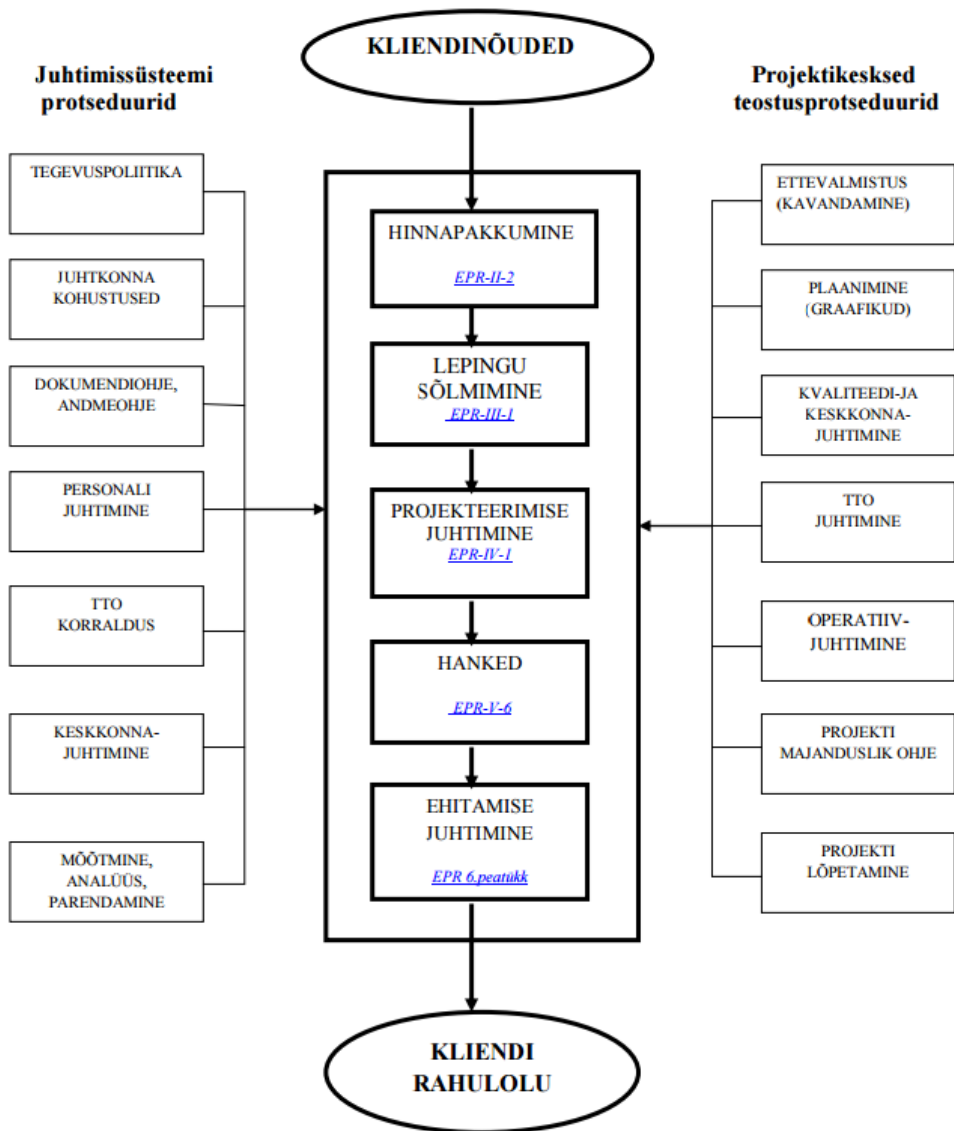 KLIENDINÕUDED
Juhtimissüsteemi
protseduurid
Projektikesksed
teostusprotseduurid
TEGEVUSPOLIITIKA
JUHTKONNA
KOHUSTUSED
DOKUMENDIOHJE,
ANDMEOHJE
PERSONALI
JUHTIMINE
TTO
KORRALDUS
KESKKONNA-
JUHTIMINE
MÕÕTMINE,
ANALÜÜS,
PARENDAMINE
HINNAPAKKUMINE
EPR-II-2
LEPINGU
SÕLMIMINE
EPR-III-1
PROJEKTEERIMISE
JUHTIMINE
EPR-IV-1
HANKED
EPR-V-6
EHITAMISE
JUHTIMINE
EPR 6.peatükk
ETTEVALMISTUS
(KAVANDAMINE)
PLAANIMINE
(GRAAFIKUD)
KVALITEEDI-JA
KESKKONNA-
JUHTIMINE
TTO
JUHTIMINE
OPERATIIV-
JUHTIMINE
PROJEKTI
MAJANDUSLIK OHJE
PROJEKTI
LÕPETAMINE
KLIENDI
RAHULOLU